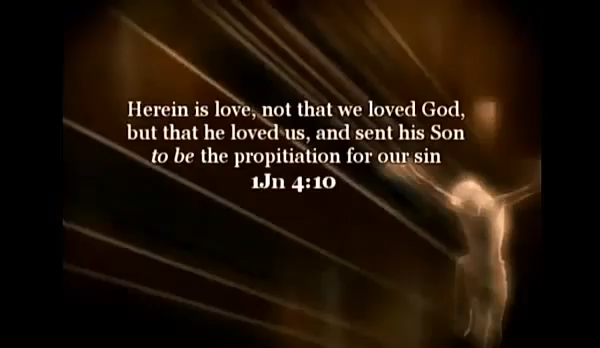 Herein is love, not that we loved God,
but that he loved us, and sent his Son
to be the propitiation for our sin
1Jn 4:10